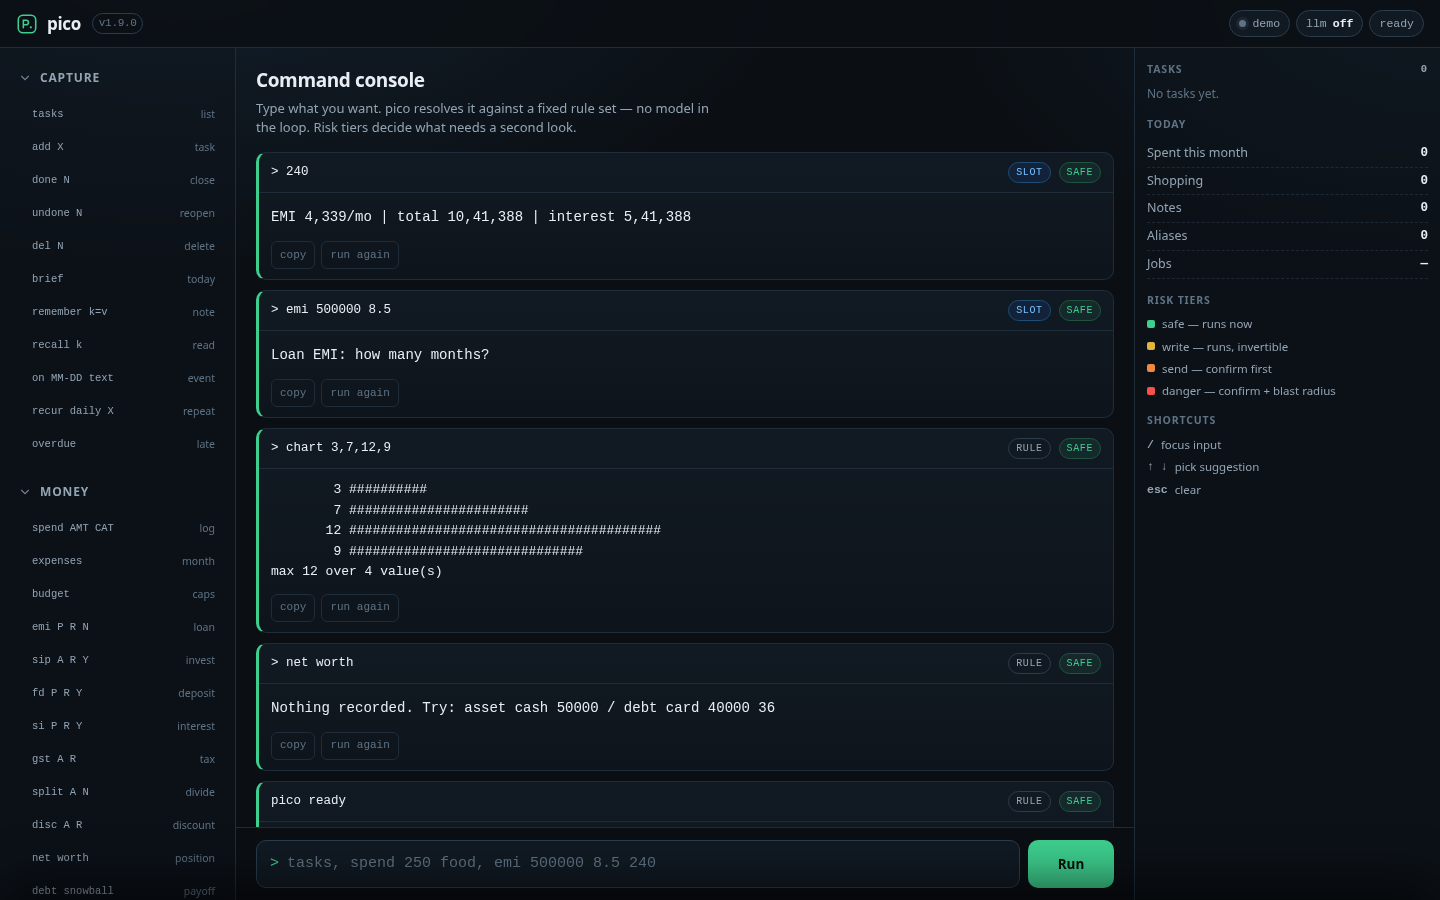 pico v1.9.0
demo
llm off
ready
CAPTURE
tasks list
add X task
done N close
undone N reopen
del N delete
brief today
remember k=v note
recall k read
on MM-DD text event
recur daily X repeat
overdue late
MONEY
spend AMT CAT log
expenses month
budget caps
emi P R N loan
sip A R Y invest
fd P R Y deposit
si P R Y interest
gst A R tax
split A N divide
disc A R discount
net worth position
debt snowball payoff
Command console
Type what you want. pico resolves it against a fixed rule set — no model in
the loop. Risk tiers decide what needs a second look.
> 240 SLOT SAFE
EMI 4,339/mo | total 10,41,388 | interest 5,41,388
copy run again
> emi 500000 8.5 SLOT SAFE
Loan EMI: how many months?
copy run again
> chart 3,7,12,9 RULE SAFE
3 ##########
7 #######################
12 ########################################
9 ##############################
max 12 over 4 value(s)
copy run again
> net worth RULE SAFE
Nothing recorded. Try: asset cash 50000 / debt card 40000 36
copy run again
pico ready RULE SAFE
> tasks, spend 250 food, emi 500000 8.5 240
Run
TASKS 0
No tasks yet.
TODAY
Spent this month 0
Shopping 0
Notes 0
Aliases 0
Jobs —
RISK TIERS
safe — runs now
write — runs, invertible
send — confirm first
danger — confirm + blast radius
SHORTCUTS
/ focus input
↑ ↓ pick suggestion
esc clear